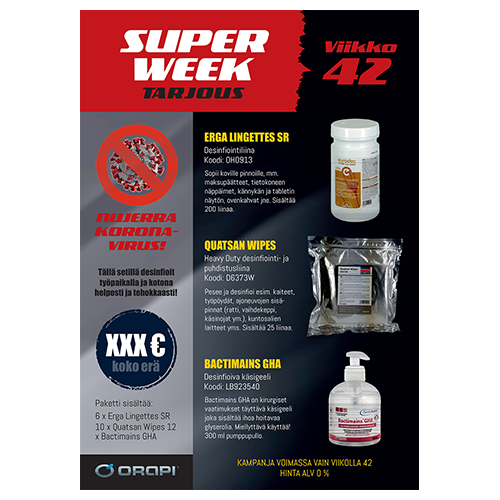 SUPER
WEEK
TARJOUS
Viikko
42
NUJERRA
KORONA-
VIRUS!
Tällä setillä desinfioit
työpaikalla ja kotona
helposti ja tehokkaasti!
XXX €
koko erä
Paketti sisältää:
6 x Erga Lingettes SR
10 x Quatsan Wipes 12
x Bactimains GHA
ORAPI
ERGA LINGETTES SR
Desinfiointiliina
Koodi: OH0913
Sopii koville pinnoille, mm.
maksupäätteet, tietokoneen
näppäimet, kännykän ja tabletin
näytön, ovenkahvat jne. Sisältää
200 liinaa.
QUATSAN WIPES
Heavy Duty desinfiointi- ja
puhdistusliina
Koodi: D6373W
Pesee ja desinfioi esim. kaiteet,
työpöydät, ajoneuvojen sisä-
pinnat (ratti, vaihdekeppi,
käsinojat ym.), kuntosalien
laitteet yms. Sisältää 25 liinaa.
BACTIMAINS GHA
Desinfioiva käsigeeli
Koodi: LB923540
Bactimains GHA on kirurgiset
vaatimukset täyttävä käsigeeli
joka sisältää ihoa hoitavaa
glyserolia. Miellyttävä käyttää!
300 ml pumppupullo.
Bactimains GHA
KAMPANJA VOIMASSA VAIN VIIKOLLA 42
HINTA ALV 0 %